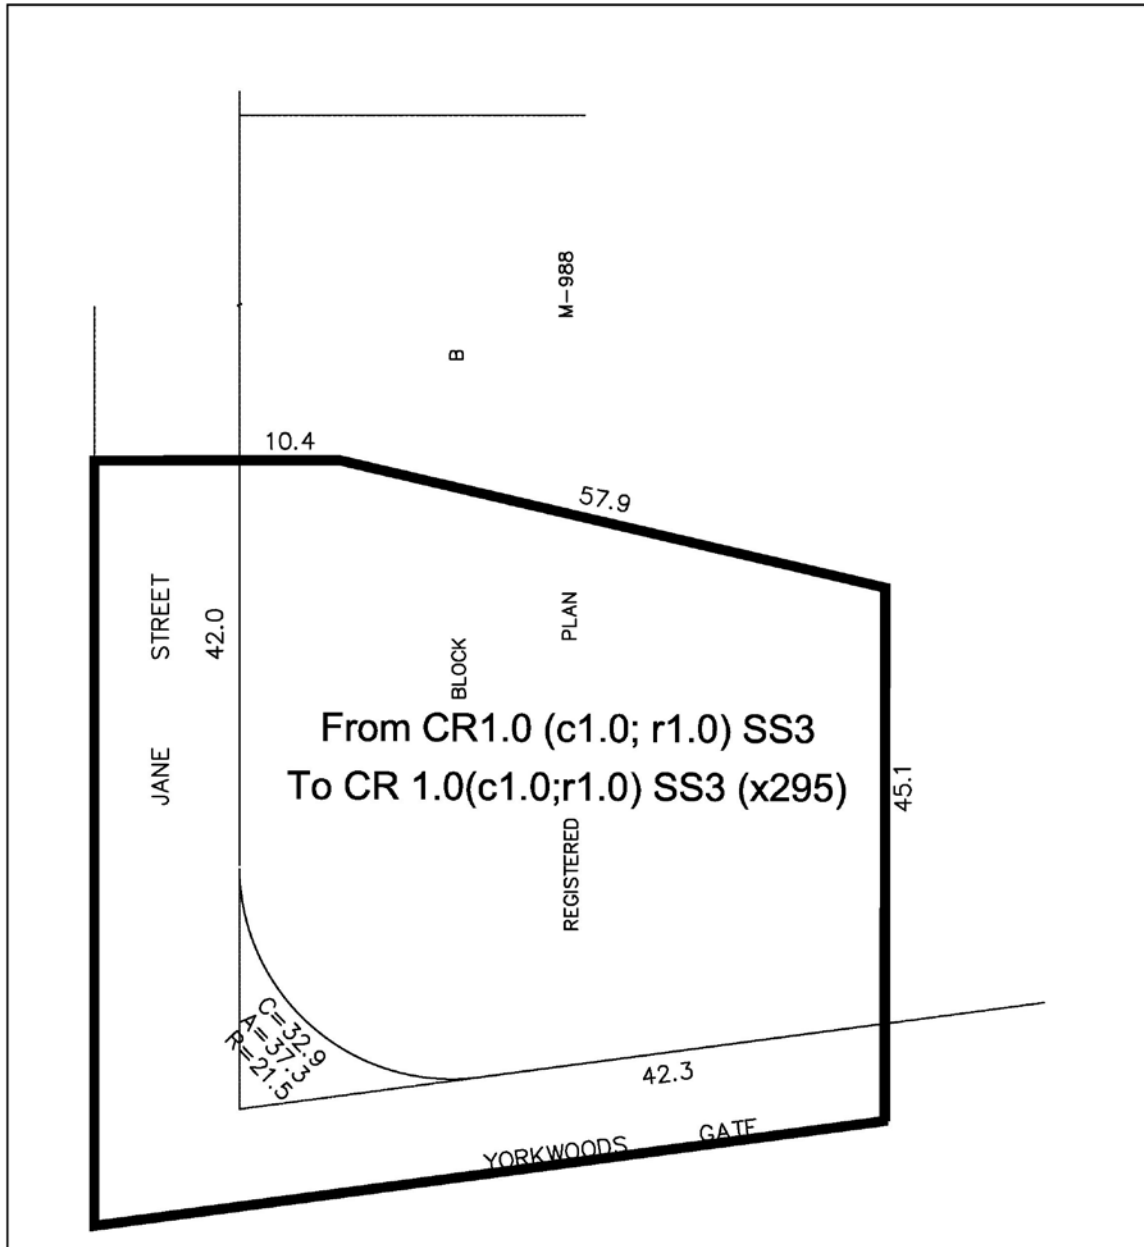 M-988
B
10.4
57.9
STREET
42.0
PLAN
BLOCK
From CR1.0 (c1.0; r1.0) SS3
JANE
To CR 1.0(c1.0;r1.0) SS3 (x295)
45.1
REGISTERED
C=32.9
A=37.3
R=21.5
42.3
YORKWOODS GATE